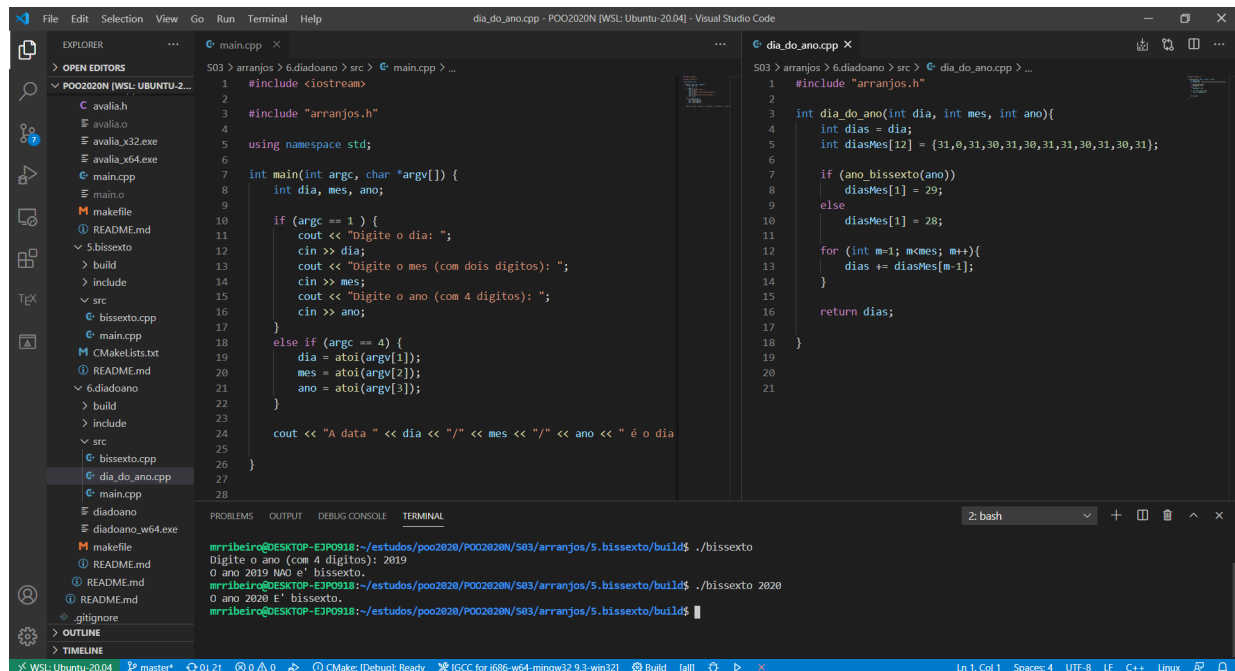 File Edit Selection View Go Run Terminal Help
dia_do_ano.cpp - POO2020N [WSL: Ubuntu-20.04] - Visual Studio Code
EXPLORER ...
> OPEN EDITORS
POO2020N [WSL: UBUNTU-2...
C avalia.h
avalia.o
avalia_x32.exe
avalia_x64.exe
main.cpp
main.o
M makefile
README.md
5.bissexto
> build
> include
src
bissexto.cpp
main.cpp
M CMakeLists.txt
README.md
6.diadoano
> build
> include
src
bissexto.cpp
dia_do_ano.cpp
main.cpp
diadoano
diadoano_w64.exe
M makefile
README.md
README.md
README.md
.gitignore
> OUTLINE
> TIMELINE
7
TEX
main.cpp ×
...
S03 > arranjos > 6.diadoano > src > main.cpp > ...
1 #include <iostream>
2
3 #include "arranjos.h"
4
5 using namespace std;
6
7 int main(int argc, char *argv[]) {
8 int dia, mes, ano;
9
10 if (argc == 1 ) {
11 cout << "Digite o dia: ";
12 cin >> dia;
13 cout << "Digite o mes (com dois digitos): ";
14 cin >> mes;
15 cout << "Digite o ano (com 4 digitos): ";
16 cin >> ano;
17 }
18 else if (argc == 4) {
19 dia = atoi(argv[1]);
20 mes = atoi(argv[2]);
21 ano = atoi(argv[3]);
22 }
23
24 cout << "A data " << dia << "/" << mes << "/" << ano << " é o dia
25
26 }
27
28
dia_do_ano.cpp ×
...
S03 > arranjos > 6.diadoano > src > dia_do_ano.cpp > ...
1 #include "arranjos.h"
2
3 int dia_do_ano(int dia, int mes, int ano){
4 int dias = dia;
5 int diasMes[12] = {31,0,31,30,31,30,31,31,30,31,30,31};
6
7 if (ano_bissexto(ano))
8 diasMes[1] = 29;
9 else
10 diasMes[1] = 28;
11
12 for (int m=1; m<mes; m++){
13 dias += diasMes[m-1];
14 }
15
16 return dias;
17
18 }
19
20
21
PROBLEMS OUTPUT DEBUG CONSOLE TERMINAL
2: bash
mrribeiro@DESKTOP-EJPO918:~/estudos/poo2020/POO2020N/S03/arranjos/5.bissexto/build$ ./bissexto
Digite o ano (com 4 digitos): 2019
O ano 2019 NAO e' bissexto.
mrribeiro@DESKTOP-EJPO918:~/estudos/poo2020/POO2020N/S03/arranjos/5.bissexto/build$ ./bissexto 2020
O ano 2020 E' bissexto.
mrribeiro@DESKTOP-EJPO918:~/estudos/poo2020/POO2020N/S03/arranjos/5.bissexto/build$
WSL: Ubuntu-20.04 master* 0↓ 2↑ 0 0 CMake: [Debug]: Ready [GCC for i686-w64-mingw32 9.3-win32] Build [all] Ln 1, Col 1 Spaces: 4 UTF-8 LF C++ Linux